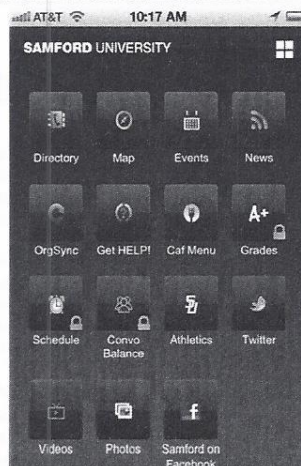 AT&T 10:17 AM
SAMFORD UNIVERSITY
Directory Map Events News
A+
OrgSync Get HELP! Caf Menu Grades
Schedule Convo Balance Athletics Twitter
f
Videos Photos Samford on Facebook